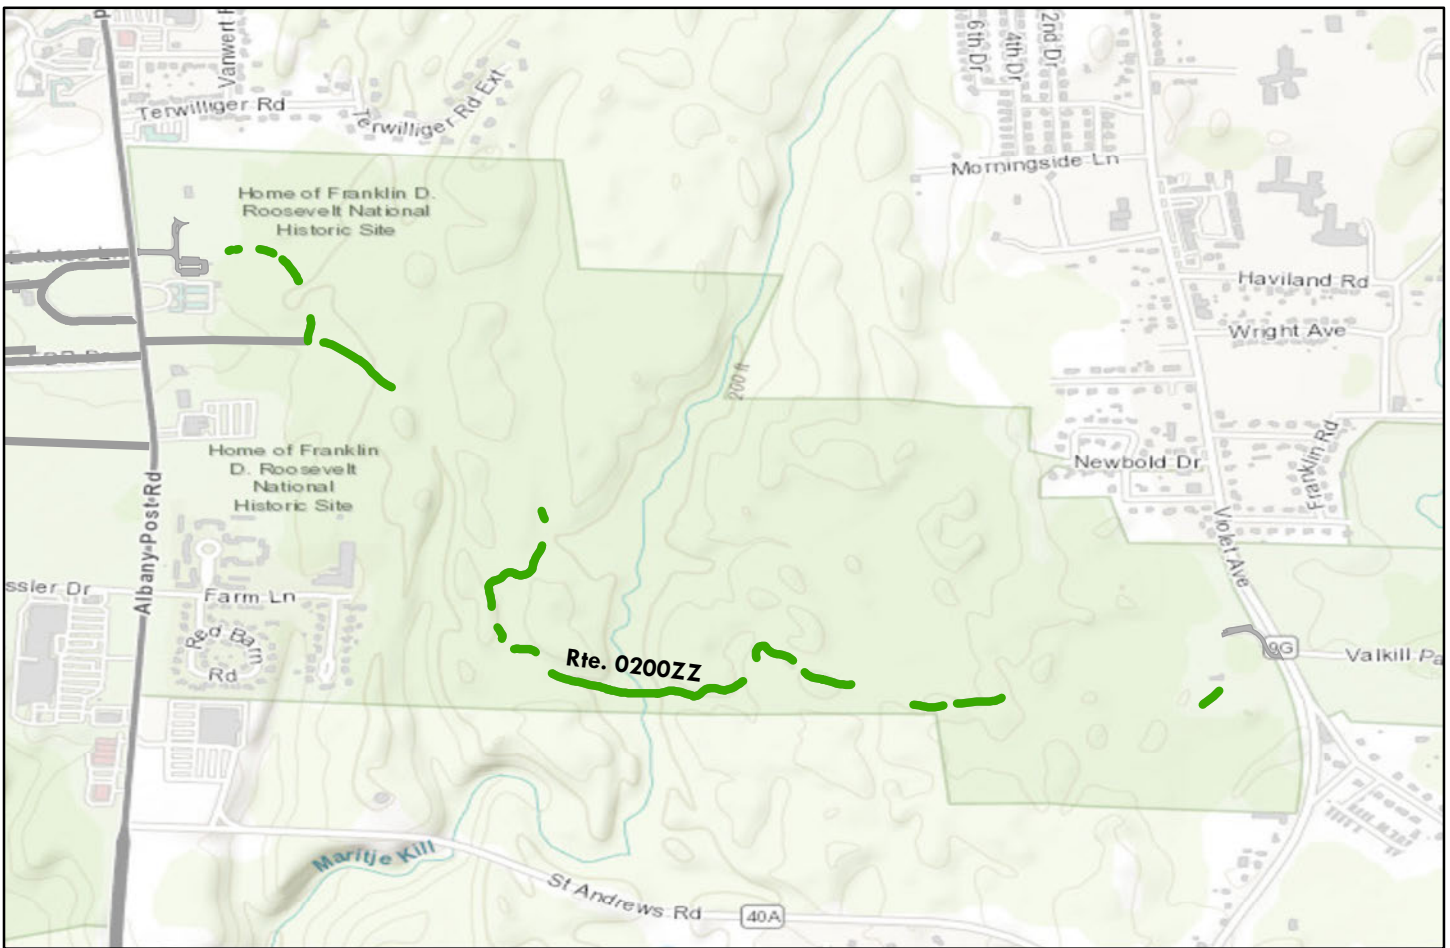 Vanwert R
6th Dr
4th Dr
2nd Dr
Terwilliger Rd
Terwilliger Rd Ext
Morningside Ln
Home of Franklin D.
Roosevelt National
Historic Site
Haviland Rd
Wright Ave
200 ft
Franklin Rd
Newbold Dr
Home of Franklin
D. Roosevelt
National
Historic Site
Albany Post Rd
Violet Ave
ssler Dr
Farm Ln
Red Barn
Rd
Rte. 0200ZZ
9G
Valkill Pa
Maritje Kill
St Andrews Rd
40A